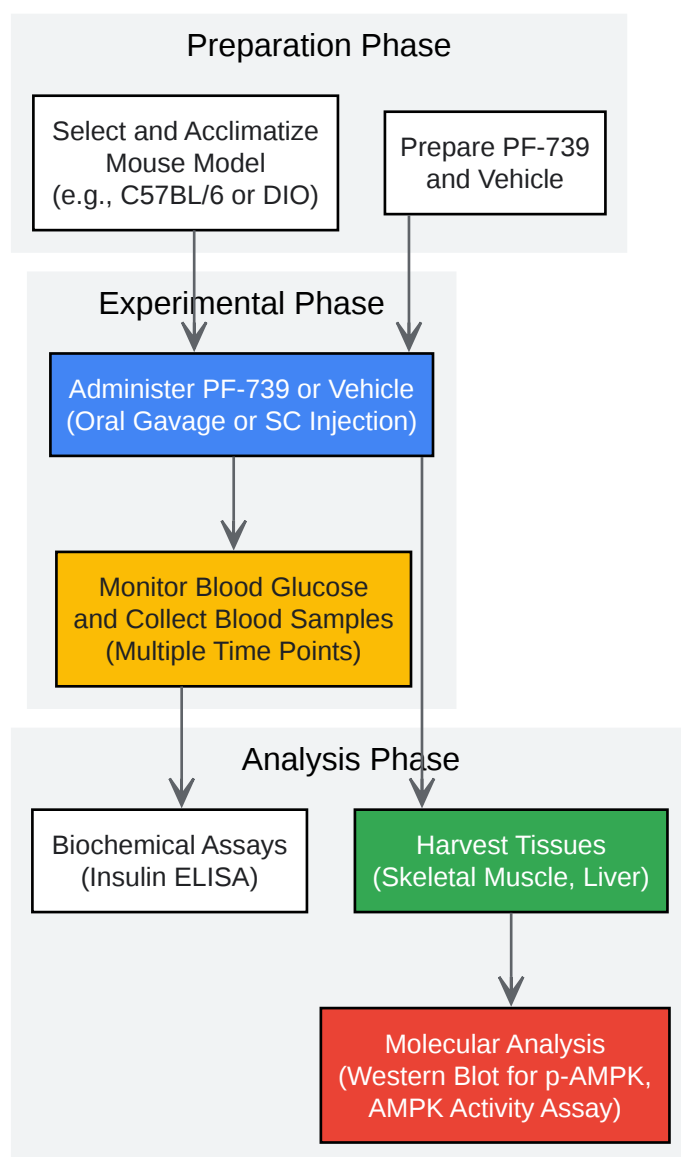 Preparation Phase
Select and Acclimatize
Mouse Model
(e.g., C57BL/6 or DIO)
Prepare PF-739
and Vehicle
Experimental Phase
Administer PF-739 or Vehicle
(Oral Gavage or SC Injection)
Monitor Blood Glucose
and Collect Blood Samples
(Multiple Time Points)
Analysis Phase
Biochemical Assays
(Insulin ELISA)
Harvest Tissues
(Skeletal Muscle, Liver)
Molecular Analysis
(Western Blot for p-AMPK,
AMPK Activity Assay)